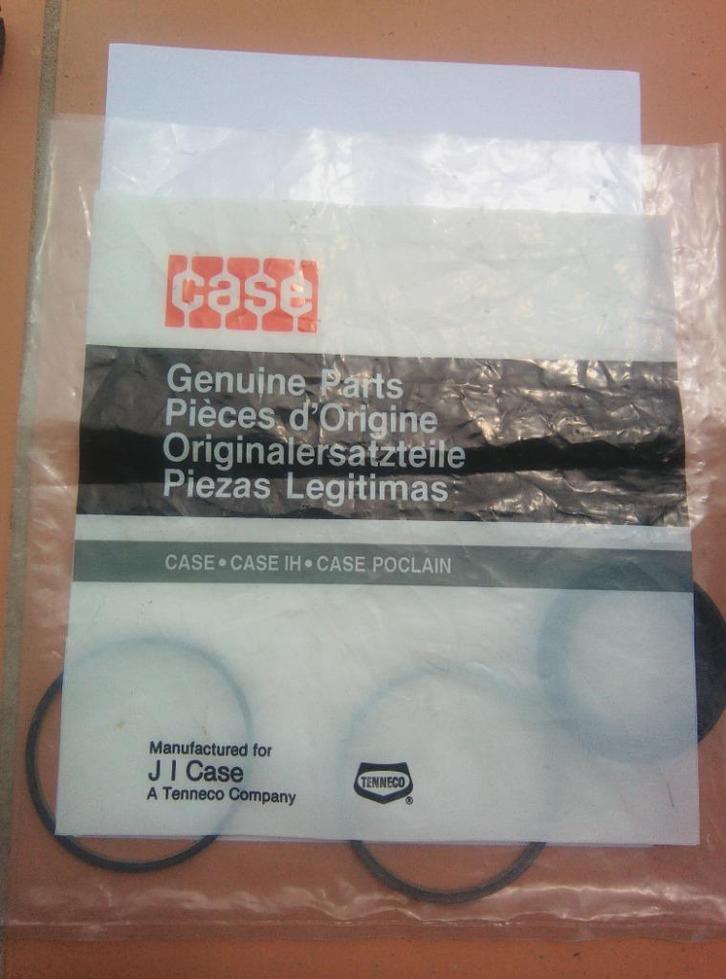 case
Genuine Parts
Pièces d'Origine
Originalersatzteile
Piezas Legitimas
CASE • CASE IH • CASE POCLAIN
Manufactured for
J I Case
A Tenneco Company
TENNECO
®